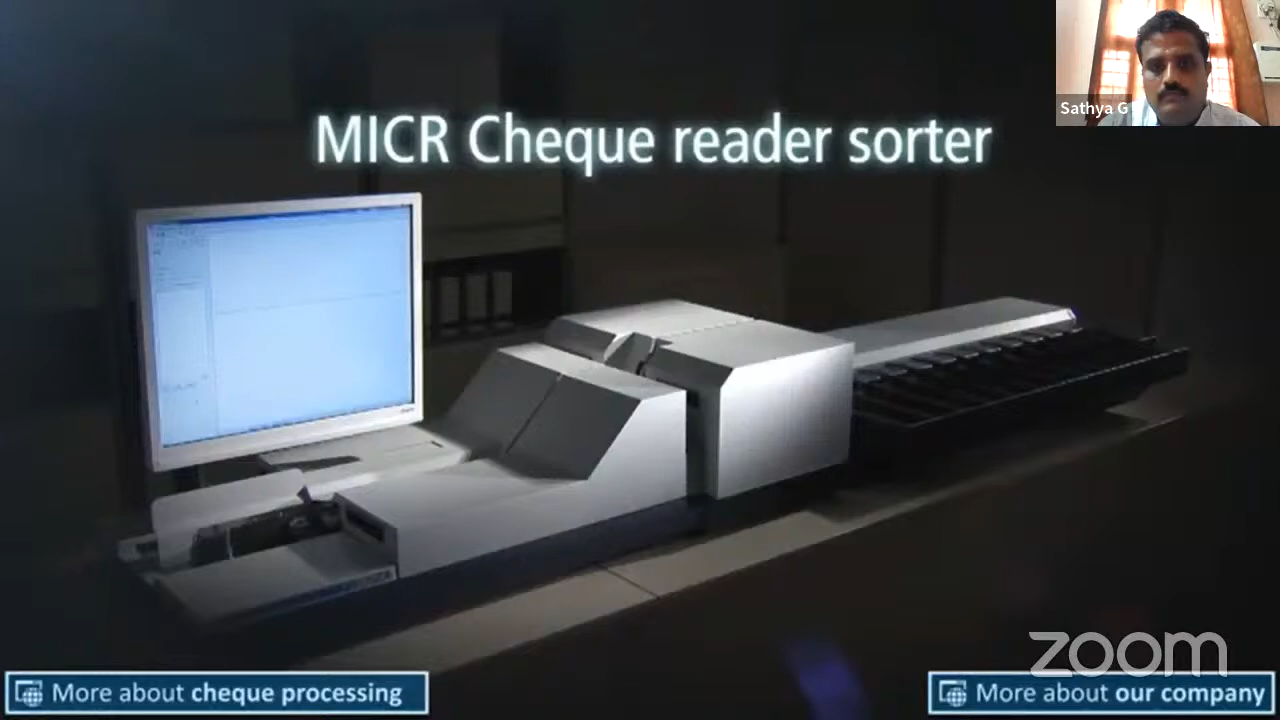 MICR Cheque reader sorter
Sathya G
zoom
More about cheque processing
More about our company